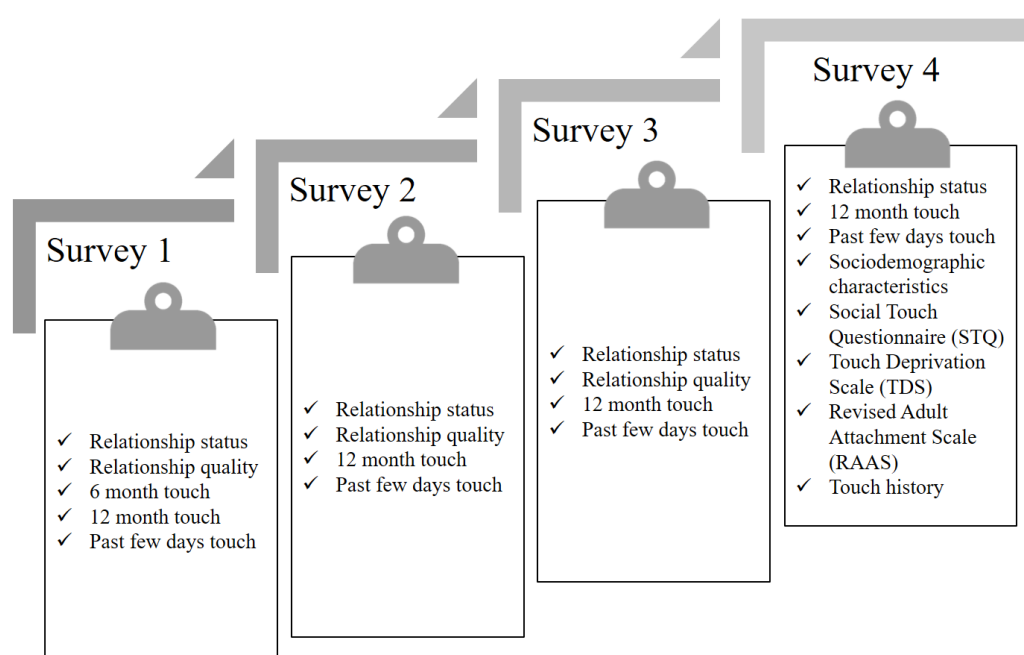 Survey 1
Relationship status
Relationship quality
6 month touch
12 month touch
Past few days touch
Survey 2
Relationship status
Relationship quality
12 month touch
Past few days touch
Survey 3
Relationship status
Relationship quality
12 month touch
Past few days touch
Survey 4
Relationship status
12 month touch
Past few days touch
Sociodemographic
characteristics
Social Touch
Questionnaire (STQ)
Touch Deprivation
Scale (TDS)
Revised Adult
Attachment Scale
(RAAS)
Touch history